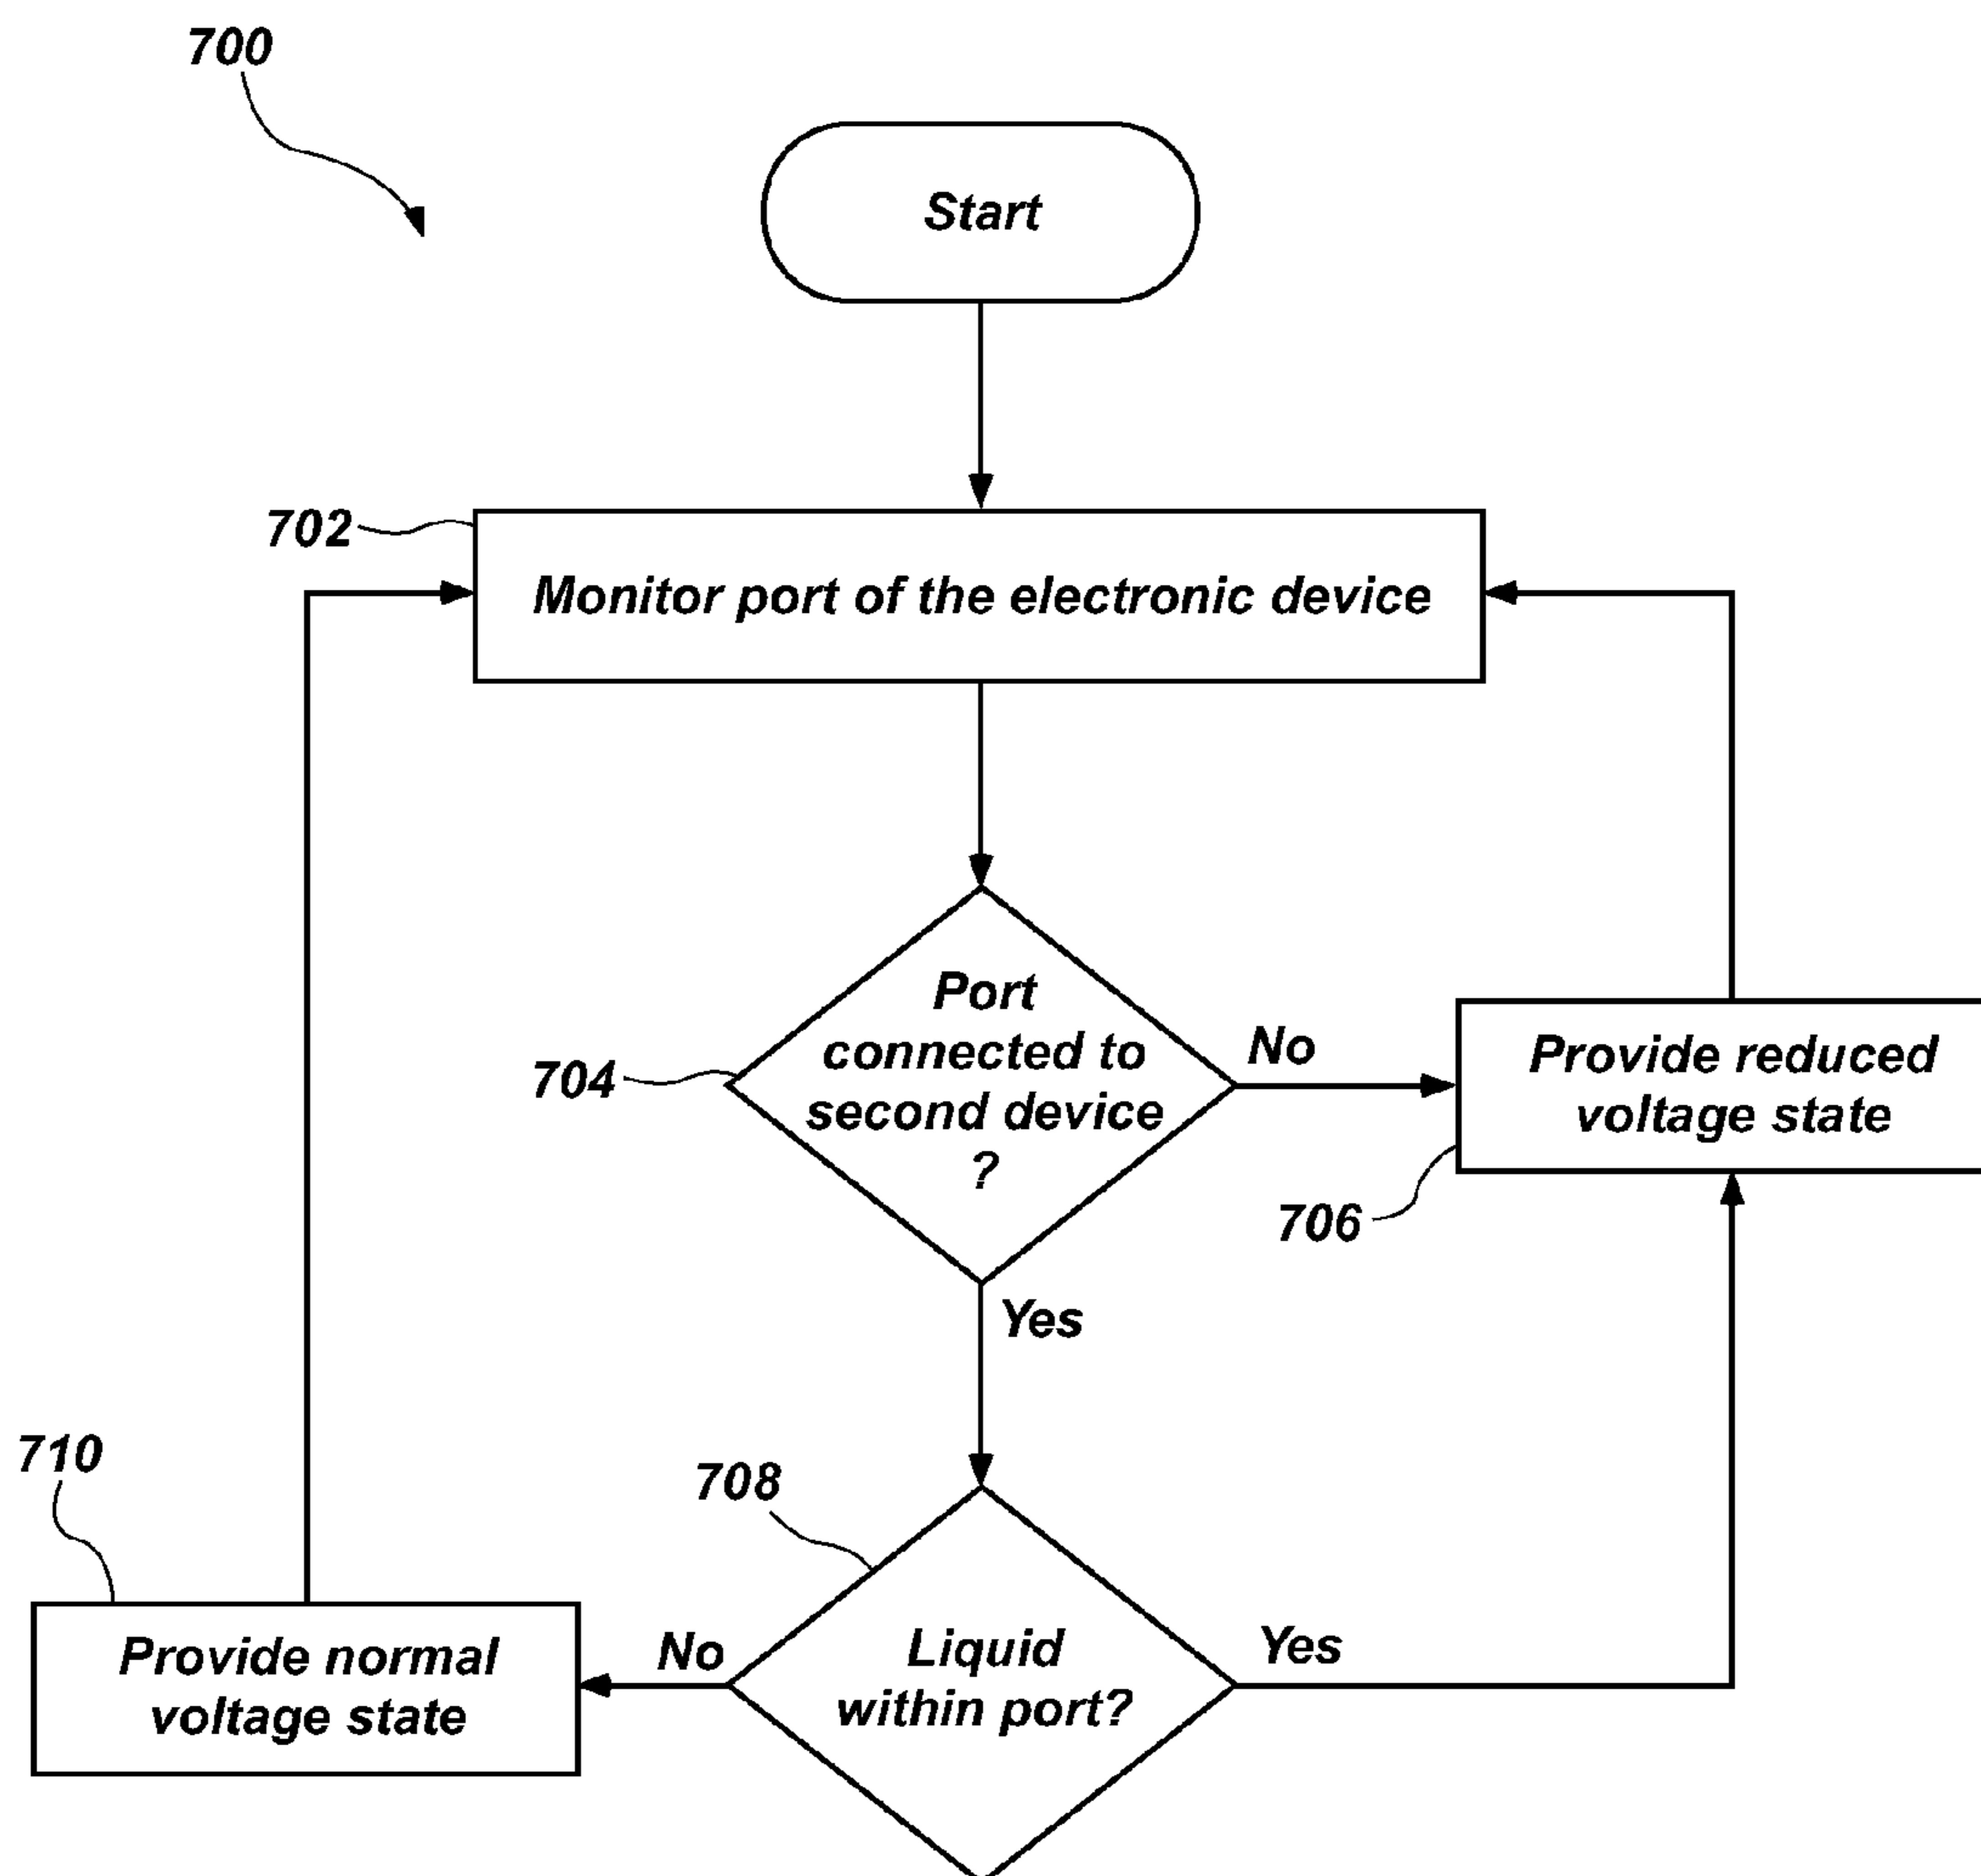 700
Start
702
Monitor port of the electronic device
Port
connected to
second device
?
704
No
Provide reduced
voltage state
706
Yes
710
708
Provide normal
voltage state
No
Liquid
within port?
Yes